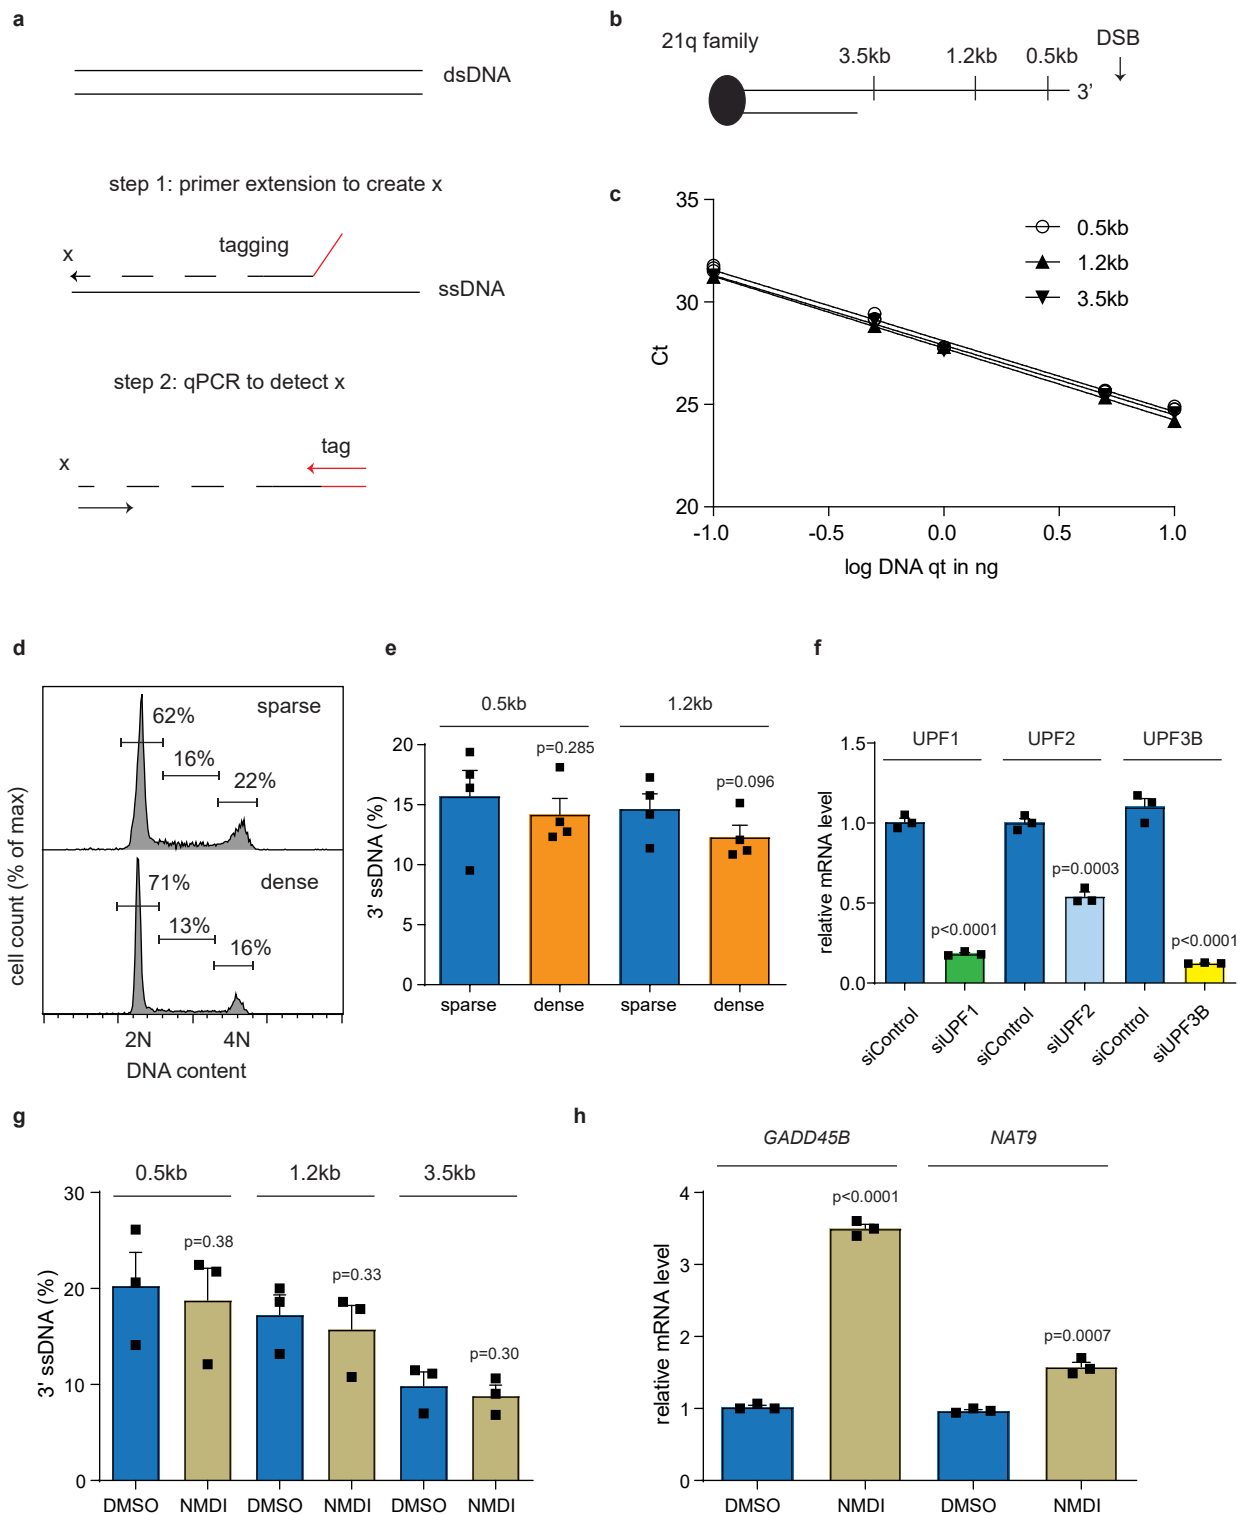 a
dsDNA
step 1: primer extension to create x
x
tagging
ssDNA
step 2: qPCR to detect x
tag
x
b
21q family
DSB
3.5kb
1.2kb
0.5kb
3’
c
35
30
25
20
Ct
-1.0
-0.5
0.0
0.5
1.0
log DNA qt in ng
0.5kb
1.2kb
3.5kb
d
sparse
62%
16%
22%
dense
71%
13%
16%
cell count (% of max)
2N
4N
DNA content
e
0.5kb
1.2kb
20
15
10
5
0
3' ssDNA (%)
p=0.285
p=0.096
sparse
dense
sparse
dense
f
UPF1
UPF2
UPF3B
1.5
1.0
0.5
0.0
relative mRNA level
p<0.0001
p=0.0003
p<0.0001
siControl
siUPF1
siControl
siUPF2
siControl
siUPF3B
g
0.5kb
1.2kb
3.5kb
30
20
10
0
3' ssDNA (%)
p=0.38
p=0.33
p=0.30
DMSO
NMDI
DMSO
NMDI
DMSO
NMDI
h
GADD45B
NAT9
4
3
2
1
0
relative mRNA level
p<0.0001
p=0.0007
DMSO
NMDI
DMSO
NMDI